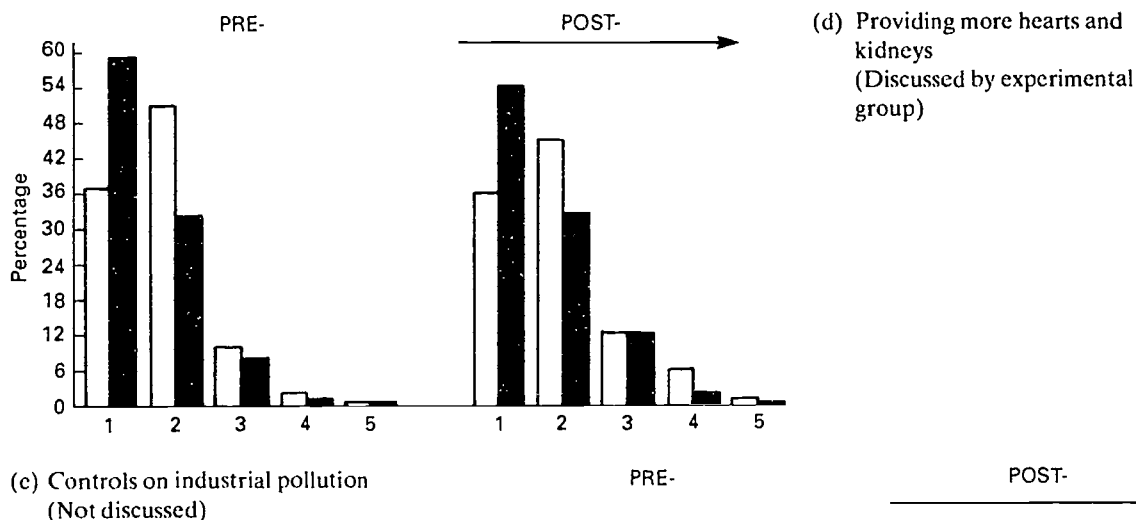 PRE-
POST-
(d) Providing more hearts and
kidneys
(Discussed by experimental
group)
Percentage
60
54
48
42
36
30
24
18
12
6
0
1 2 3 4 5
1 2 3 4 5
(c) Controls on industrial pollution
(Not discussed)
PRE-
POST-